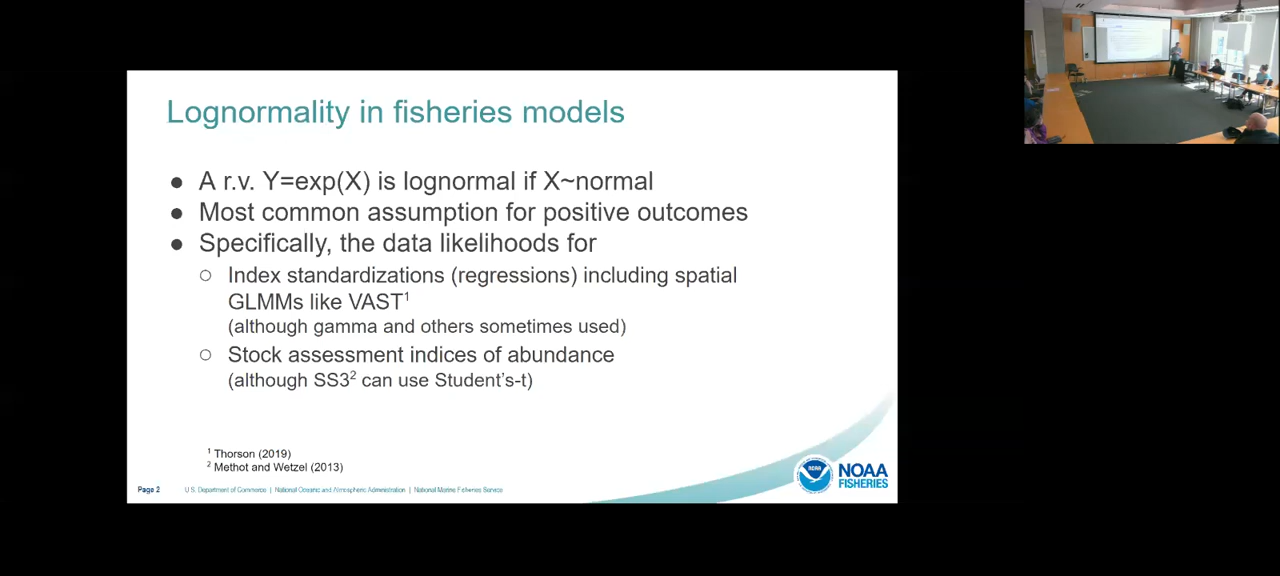 Lognormality in fisheries models
● A r.v. Y=exp(X) is lognormal if X~normal
● Most common assumption for positive outcomes
● Specifically, the data likelihoods for
○ Index standardizations (regressions) including spatial
GLMMs like VAST¹
(although gamma and others sometimes used)
○ Stock assessment indices of abundance
(although SS3² can use Student's-t)
¹ Thorson (2019)
² Methot and Wetzel (2013)
Page 2 U.S. Department of Commerce | National Oceanic and Atmospheric Administration | National Marine Fisheries Service
NOAA
NOAA
FISHERIES